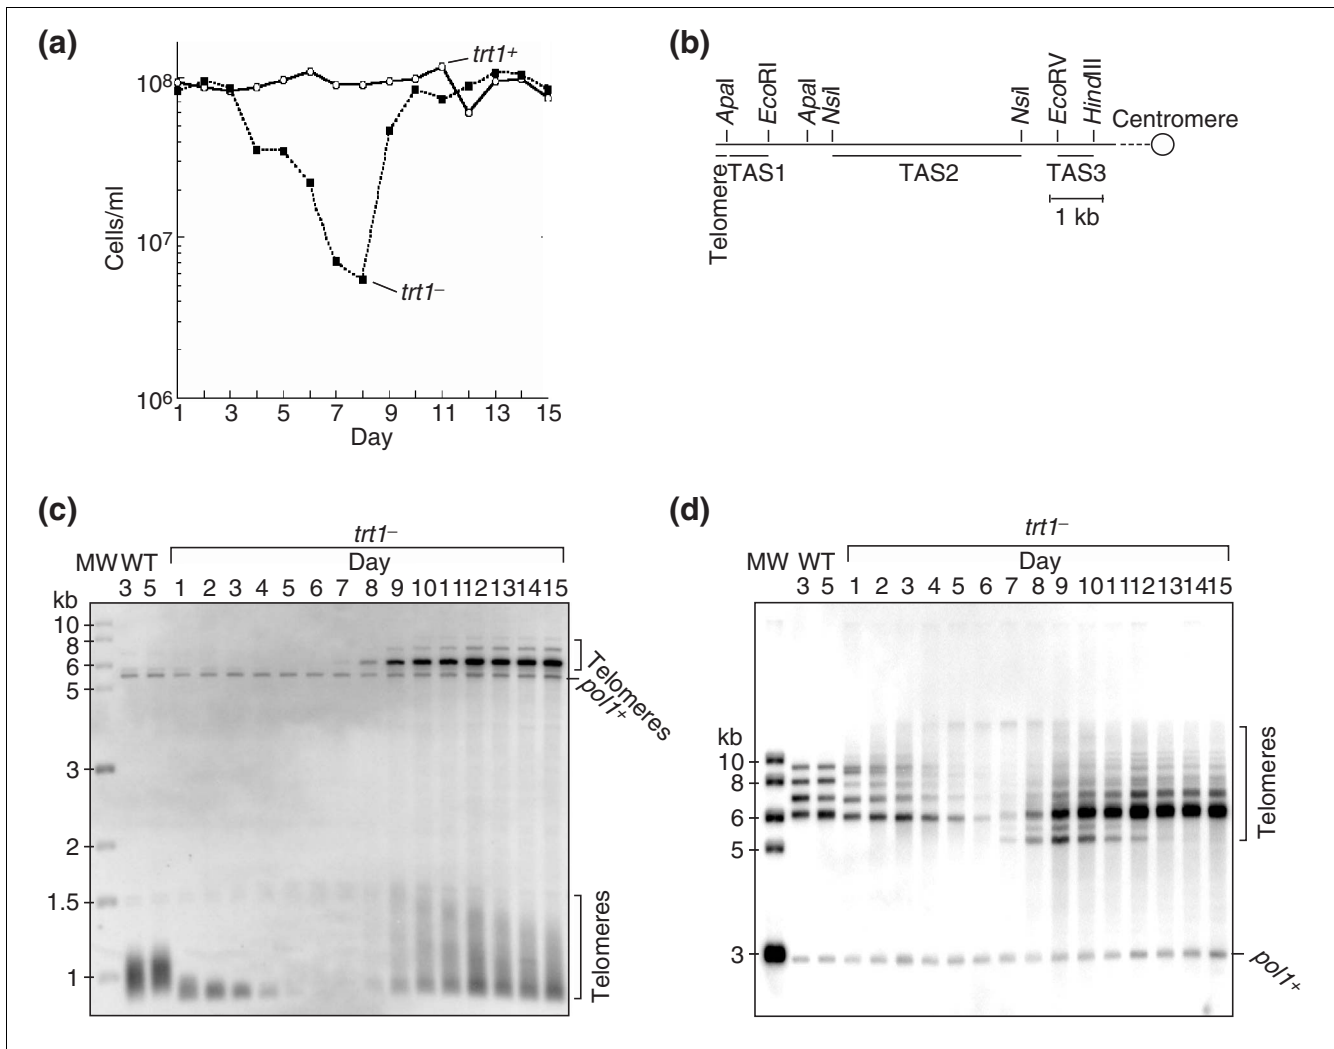 (a)
trt1+
10⁸
10⁷
10⁶
Cells/ml
trt1–
1 3 5 7 9 11 13 15
Day
(b)
ApaI EcoRI ApaI NsiI NsiI EcoRV HindIII
Centromere
Telomere
TAS1 TAS2 TAS3
1 kb
(c)
trt1–
MW WT Day
3 5 1 2 3 4 5 6 7 8 9 10 11 12 13 14 15
kb
10
8
6
5
3
2
1.5
1
Telomeres
pol1+
Telomeres
(d)
trt1–
MW WT Day
3 5 1 2 3 4 5 6 7 8 9 10 11 12 13 14 15
kb
10
8
6
5
3
Telomeres
pol1+